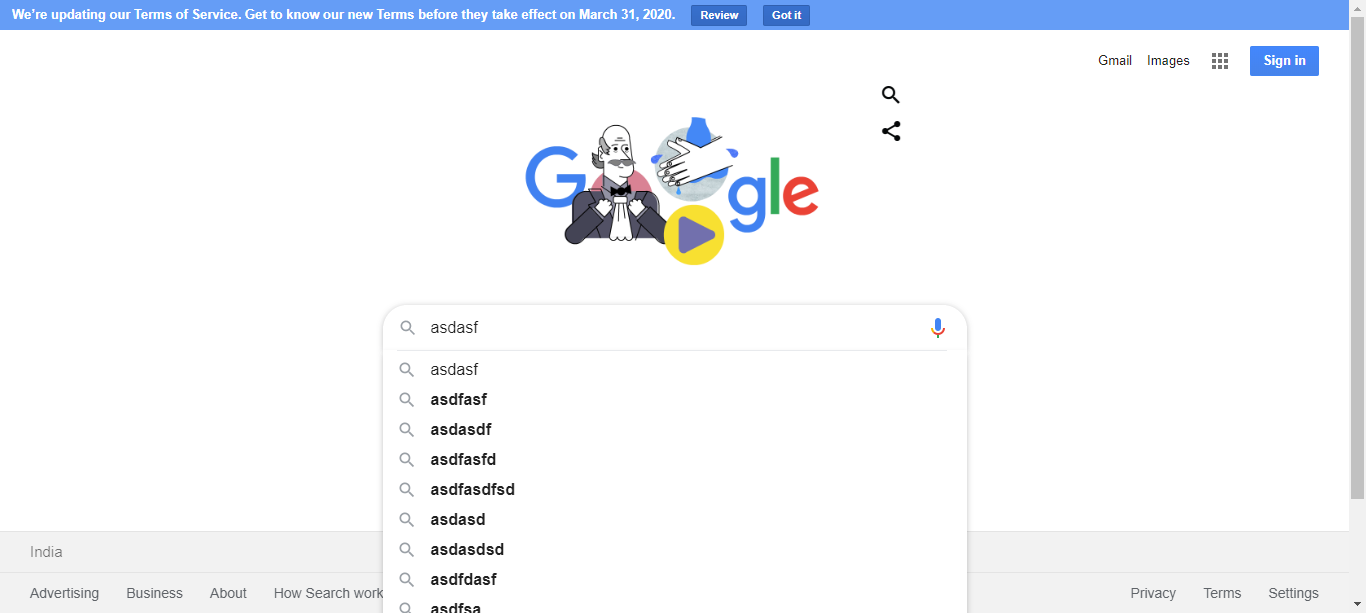 We're updating our Terms of Service. Get to know our new Terms before they take effect on March 31, 2020. Review Got it
Gmail Images Sign in
Google
asdasf
asdasf
asdfasf
asdasdf
asdfasfd
asdfasdfsd
asdasd
asdasdsd
asdfdasf
asdfsa
India
Advertising Business About How Search work
Privacy Terms Settings